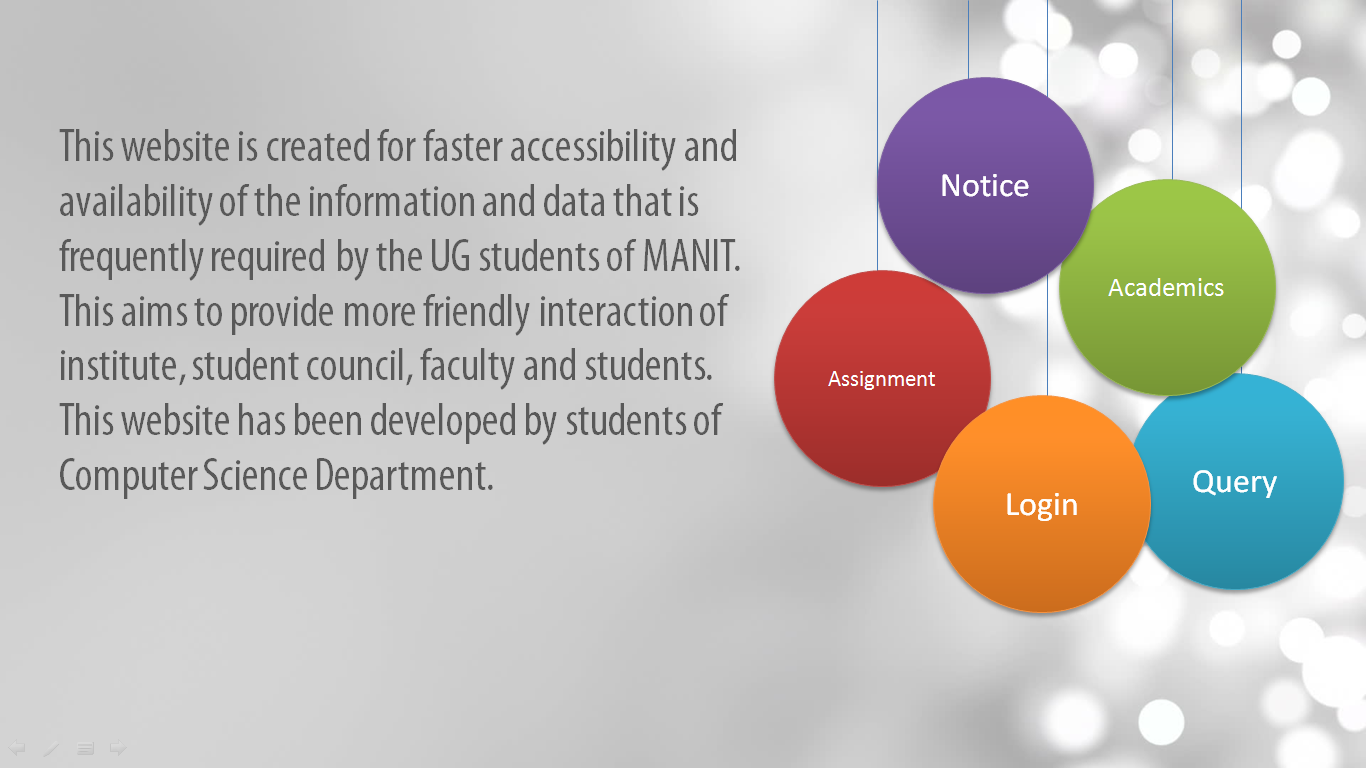 This website is created for faster accessibility and
availability of the information and data that is
frequently required by the UG students of MANIT.
This aims to provide more friendly interaction of
institute, student council, faculty and students.
This website has been developed by students of
Computer Science Department.
Notice
Academics
Assignment
Query
Login